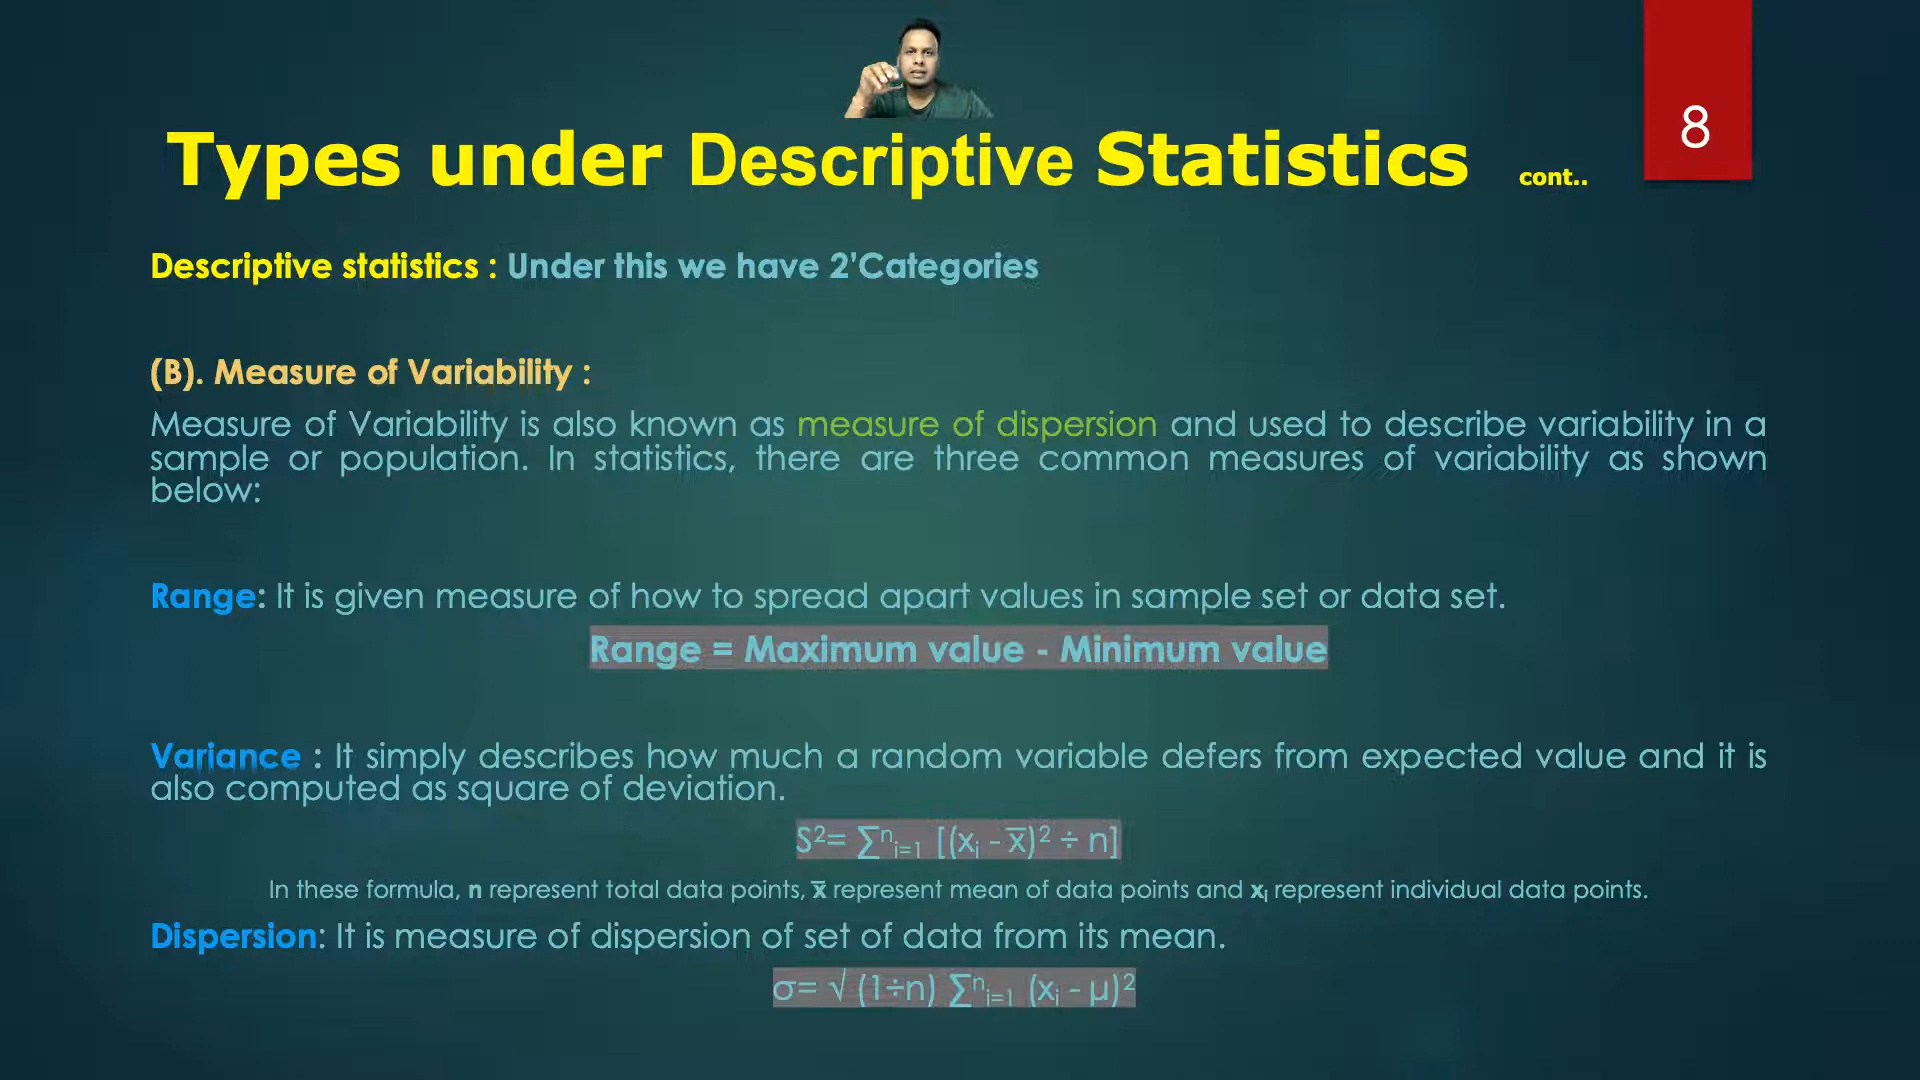 8
Types under Descriptive Statistics cont..
Descriptive statistics : Under this we have 2'Categories
(B). Measure of Variability :
Measure of Variability is also known as measure of dispersion and used to describe variability in a
sample or population. In statistics, there are three common measures of variability as shown
below:
Range: It is given measure of how to spread apart values in sample set or data set.
Range = Maximum value - Minimum value
Variance : It simply describes how much a random variable defers from expected value and it is
also computed as square of deviation.
S²= ∑ⁿᵢ₌₁ [(xᵢ - x̅)² ÷ n]
In these formula, n represent total data points, x̅ represent mean of data points and xᵢ represent individual data points.
Dispersion: It is measure of dispersion of set of data from its mean.
σ= √ (1÷n) ∑ⁿᵢ₌₁ (xᵢ - μ)²